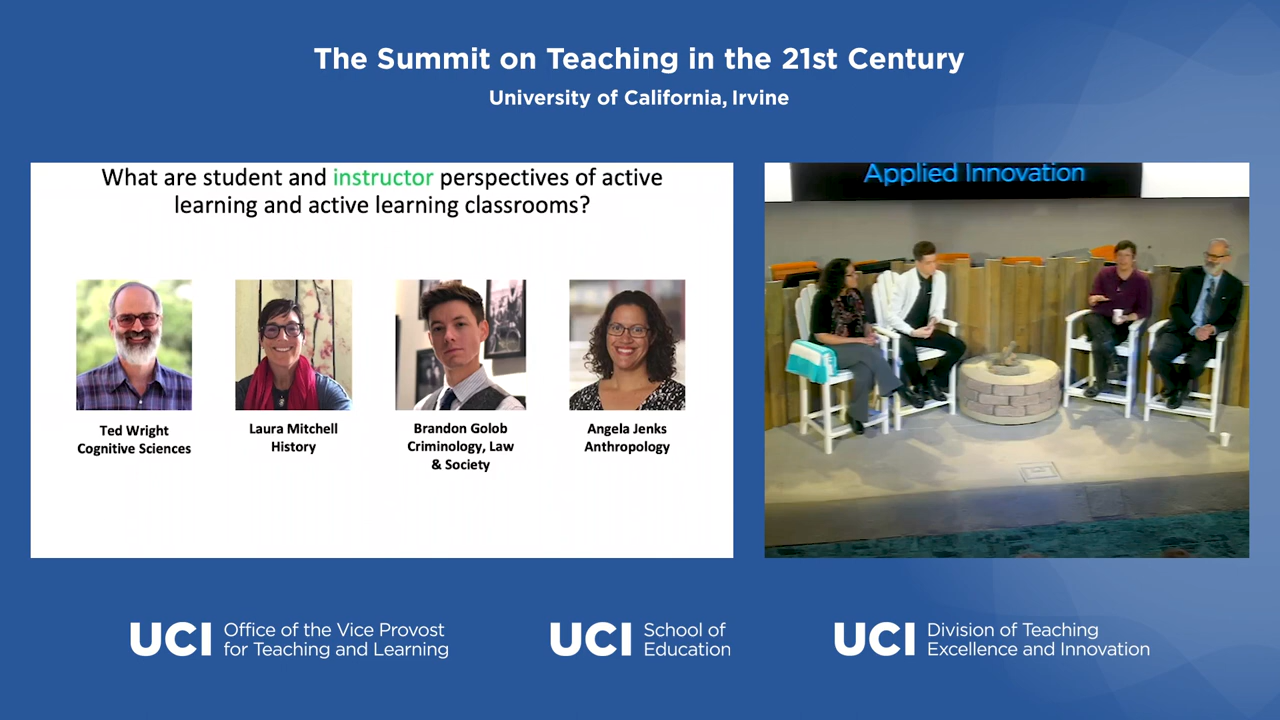 The Summit on Teaching in the 21st Century
University of California, Irvine
What are student and instructor perspectives of active
learning and active learning classrooms?
Ted Wright
Cognitive Sciences
Laura Mitchell
History
Brandon Golob
Criminology, Law
& Society
Angela Jenks
Anthropology
Applied Innovation
UCI Office of the Vice Provost
for Teaching and Learning
UCI School of
Education
UCI Division of Teaching
Excellence and Innovation